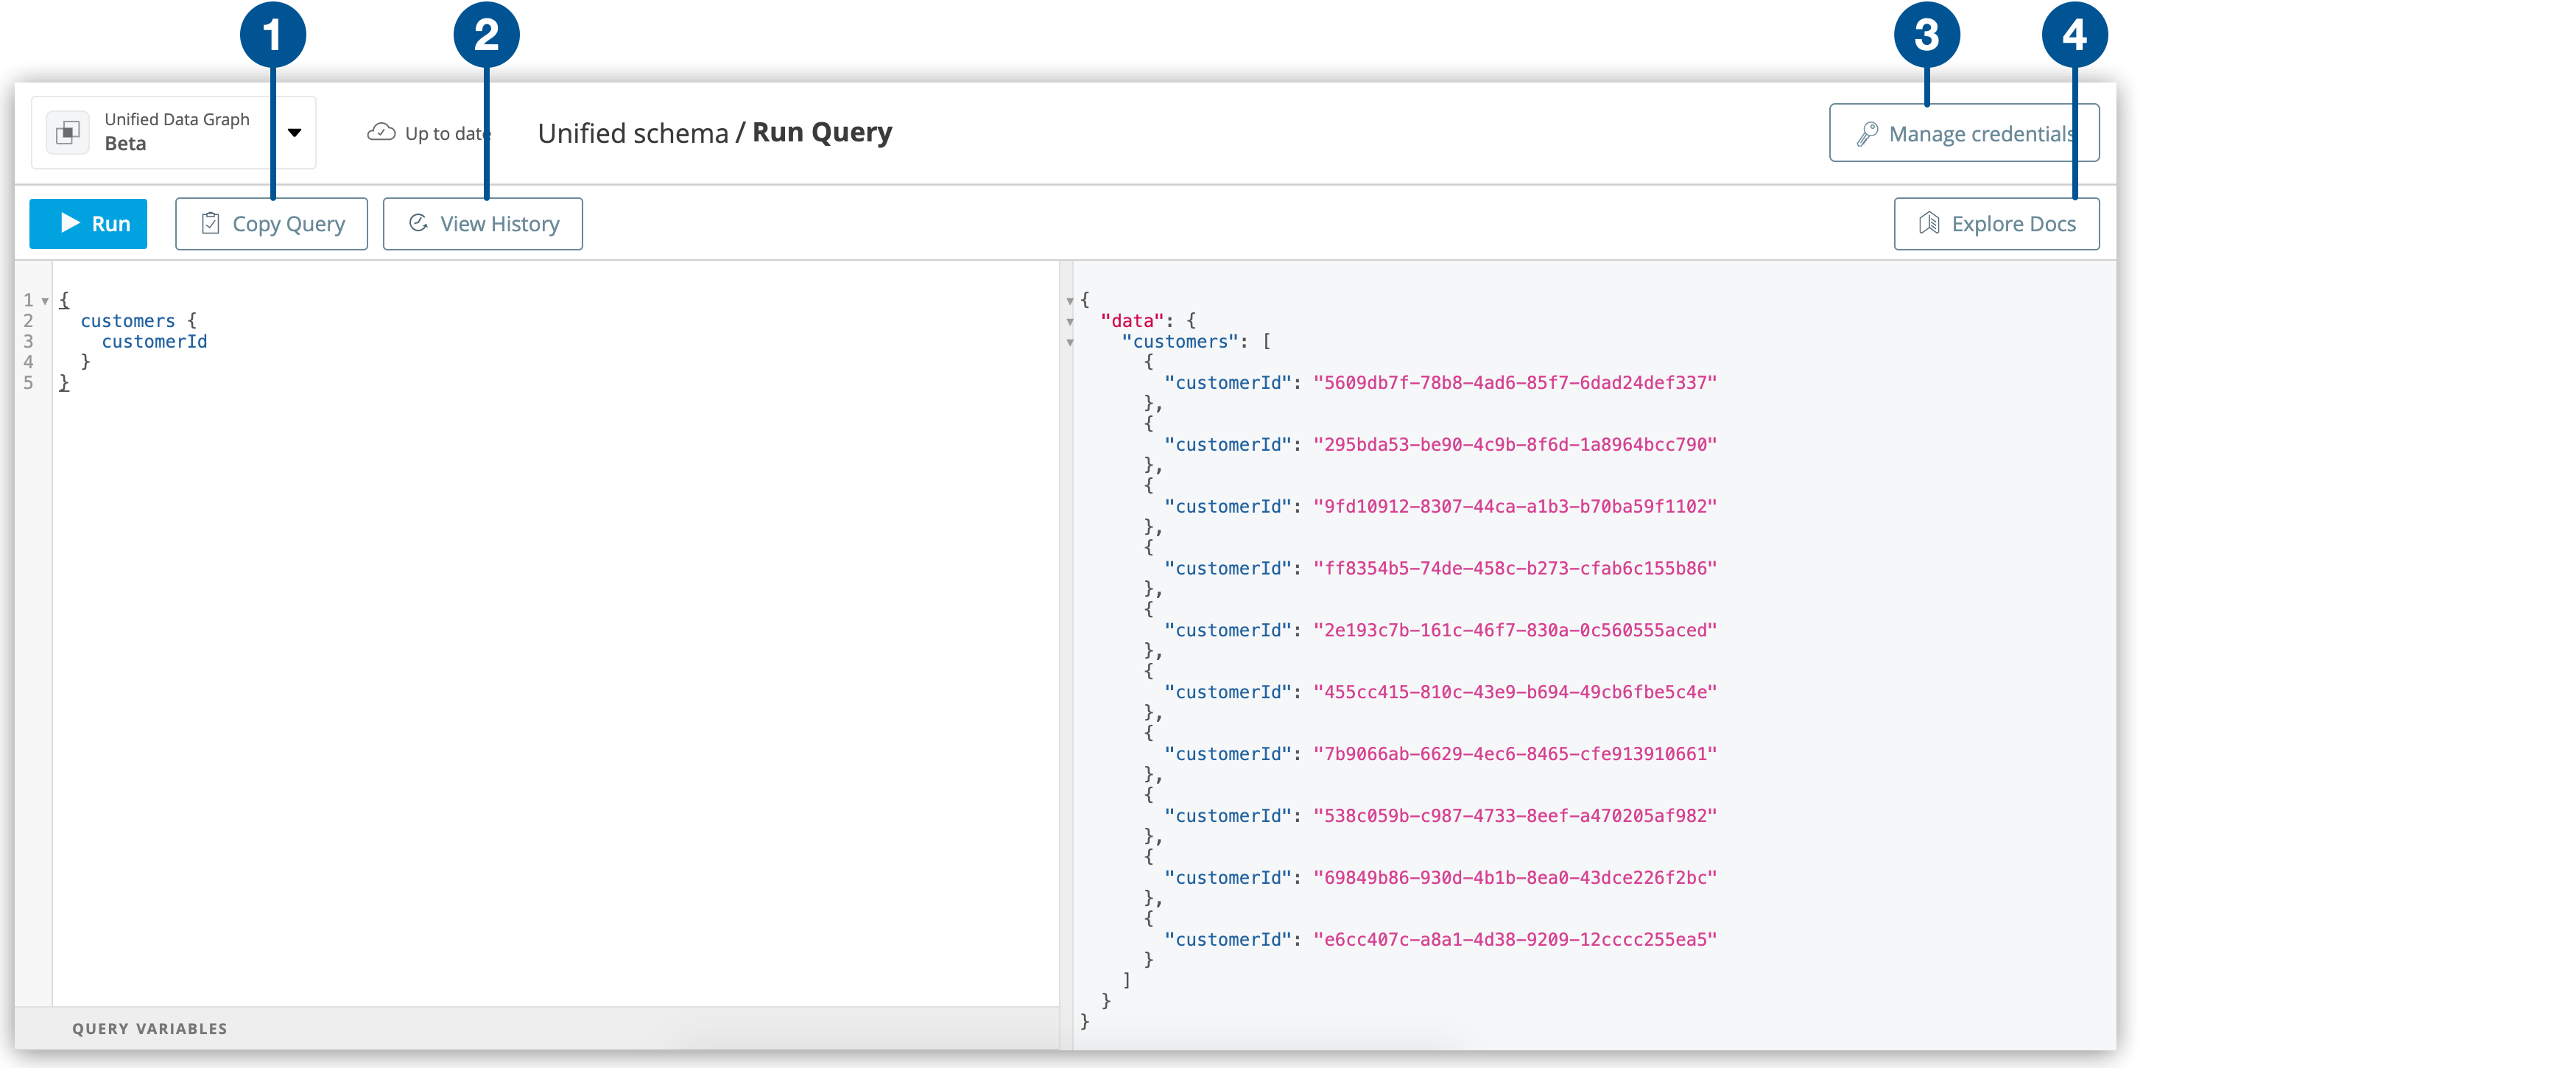 1
2
3
4
Unified Data Graph
Beta
Up to date
Unified schema / Run Query
Manage credentials
Run
Copy Query
View History
Explore Docs
1 {
2 customers {
3 customerId
4 }
5 }
QUERY VARIABLES
{
"data": {
"customers": [
{
"customerId": "5609db7f-78b8-4ad6-85f7-6dad24def337"
},
{
"customerId": "295bda53-be90-4c9b-8f6d-1a8964bcc790"
},
{
"customerId": "9fd10912-8307-44ca-a1b3-b70ba59f1102"
},
{
"customerId": "ff8354b5-74de-458c-b273-cfab6c155b86"
},
{
"customerId": "2e193c7b-161c-46f7-830a-0c560555aced"
},
{
"customerId": "455cc415-810c-43e9-b694-49cb6fbe5c4e"
},
{
"customerId": "7b9066ab-6629-4ec6-8465-cfe913910661"
},
{
"customerId": "538c059b-c987-4733-8eef-a470205af982"
},
{
"customerId": "69849b86-930d-4b1b-8ea0-43dce226f2bc"
},
{
"customerId": "e6cc407c-a8a1-4d38-9209-12cccc255ea5"
}
]
}
}